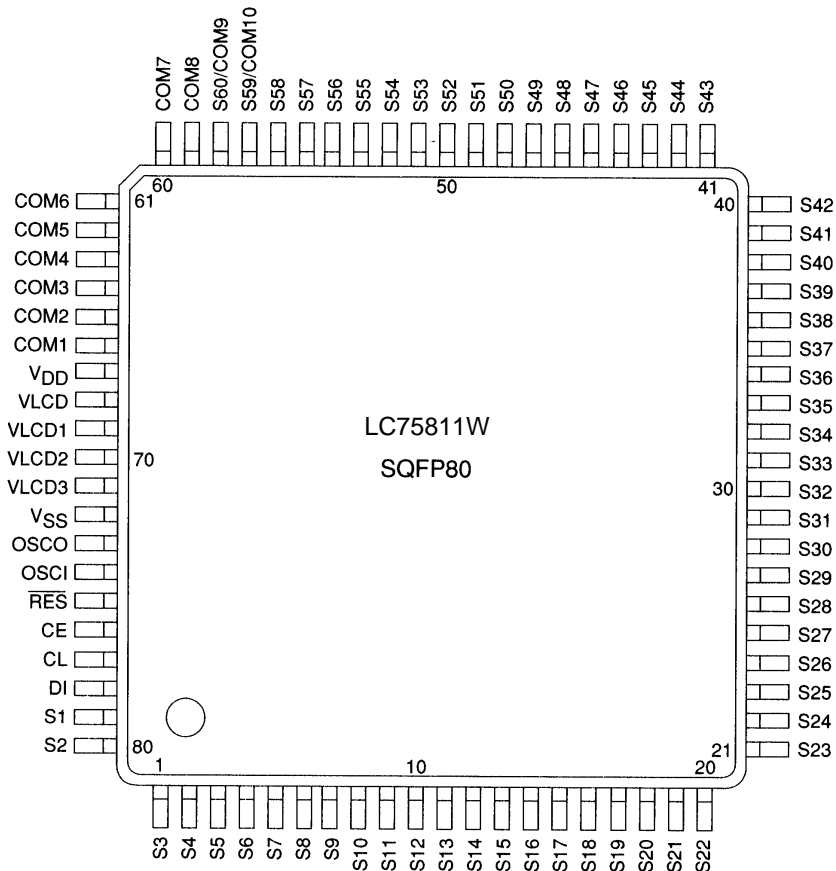 COM7
COM8
S60/COM9
S59/COM10
S58
S57
S56
S55
S54
S53
S52
S51
S50
S49
S48
S47
S46
S45
S44
S43
60
50
41
61
40
COM6
COM5
COM4
COM3
COM2
COM1
VDD
VLCD
VLCD1
VLCD2
VLCD3
VSS
OSCO
OSCI
RES
CE
CL
DI
S1
S2
70
LC75811W
SQFP80
30
S42
S41
S40
S39
S38
S37
S36
S35
S34
S33
S32
S31
S30
S29
S28
S27
S26
S25
S24
S23
80
21
1
10
20
S3
S4
S5
S6
S7
S8
S9
S10
S11
S12
S13
S14
S15
S16
S17
S18
S19
S20
S21
S22